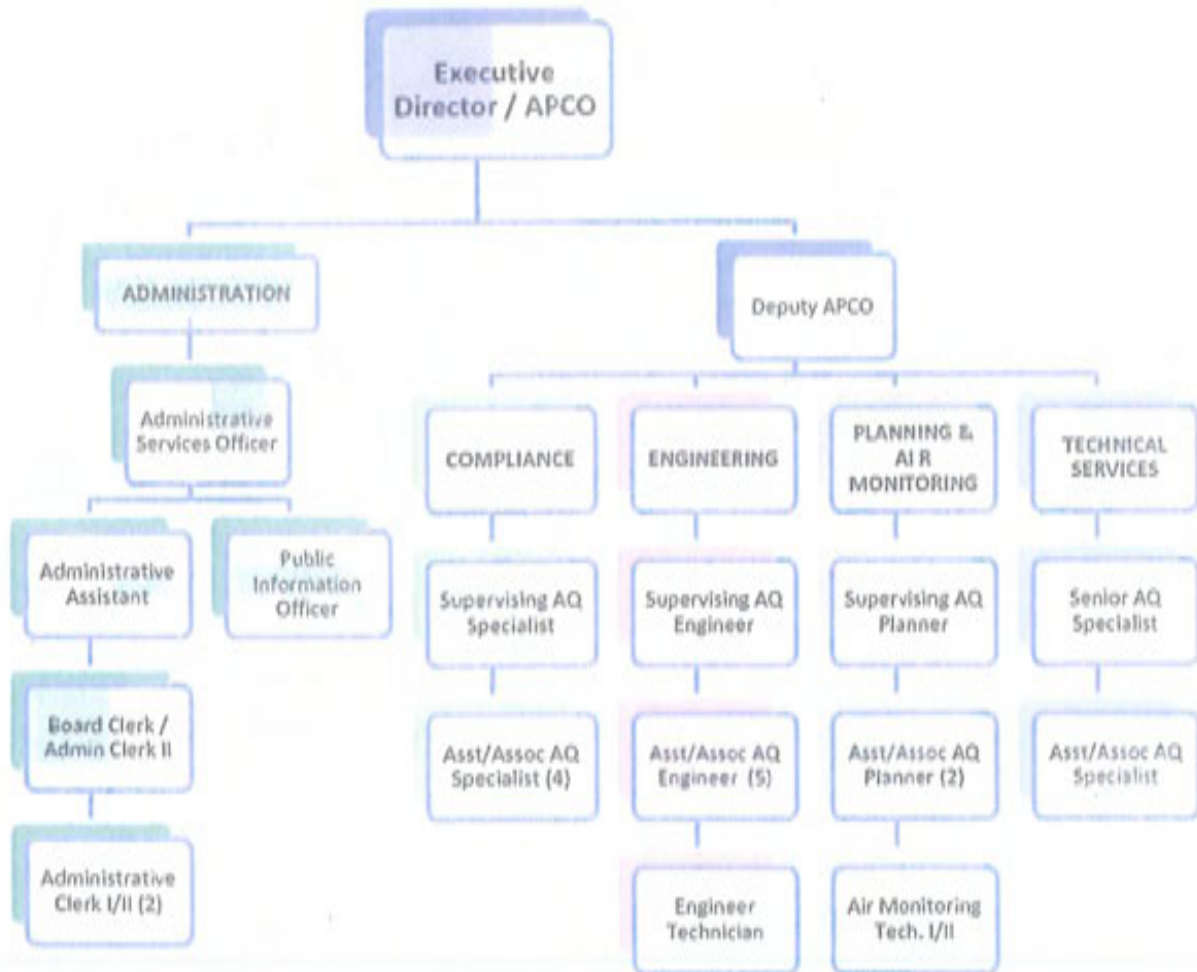 Executive
Director / APCO
ADMINISTRATION
Deputy APCO
Administrative
Services Officer
COMPLIANCE
ENGINEERING
PLANNING &
AI R
MONITORING
TECHNICAL
SERVICES
Administrative
Assistant
Public
Information
Officer
Supervising AQ
Specialist
Supervising AQ
Engineer
Supervising AQ
Planner
Senior AQ
Specialist
Board Clerk /
Admin Clerk II
Asst/Assoc AQ
Specialist (4)
Asst/Assoc AQ
Engineer (5)
Asst/Assoc AQ
Planner (2)
Asst/Assoc AQ
Specialist
Administrative
Clerk I/II (2)
Engineer
Technician
Air Monitoring
Tech. I/II